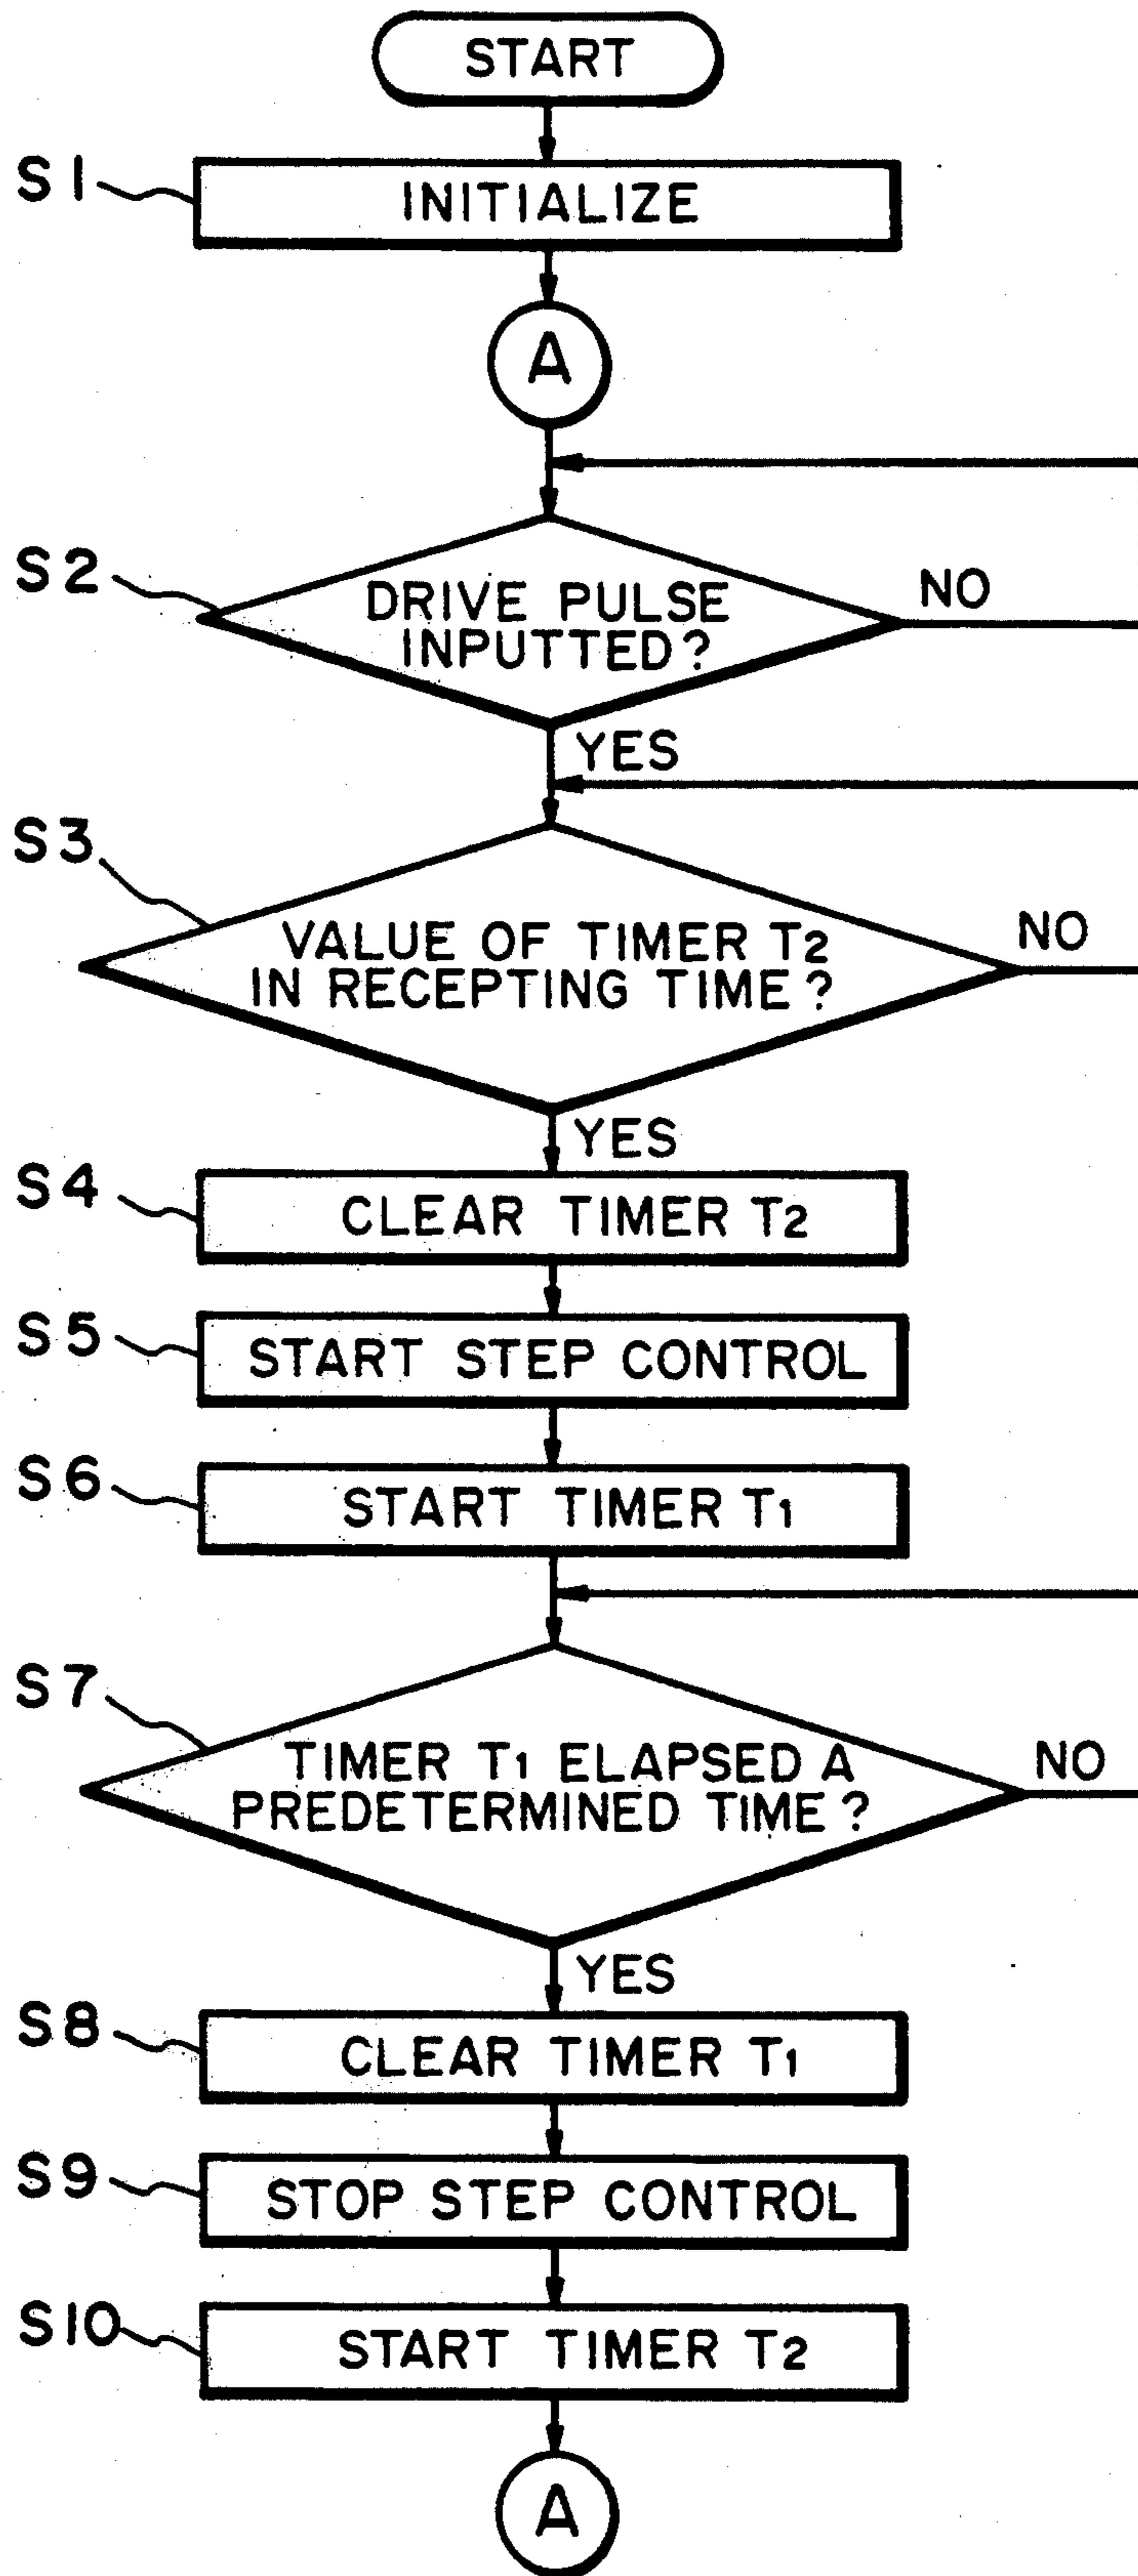 START
S1
INITIALIZE
A
S2
DRIVE PULSE
INPUTTED?
NO
YES
S3
VALUE OF TIMER T2
IN RECEPTING TIME?
NO
YES
S4
CLEAR TIMER T2
S5
START STEP CONTROL
S6
START TIMER T1
S7
TIMER T1 ELAPSED A
PREDETERMINED TIME?
NO
YES
S8
CLEAR TIMER T1
S9
STOP STEP CONTROL
S10
START TIMER T2
A